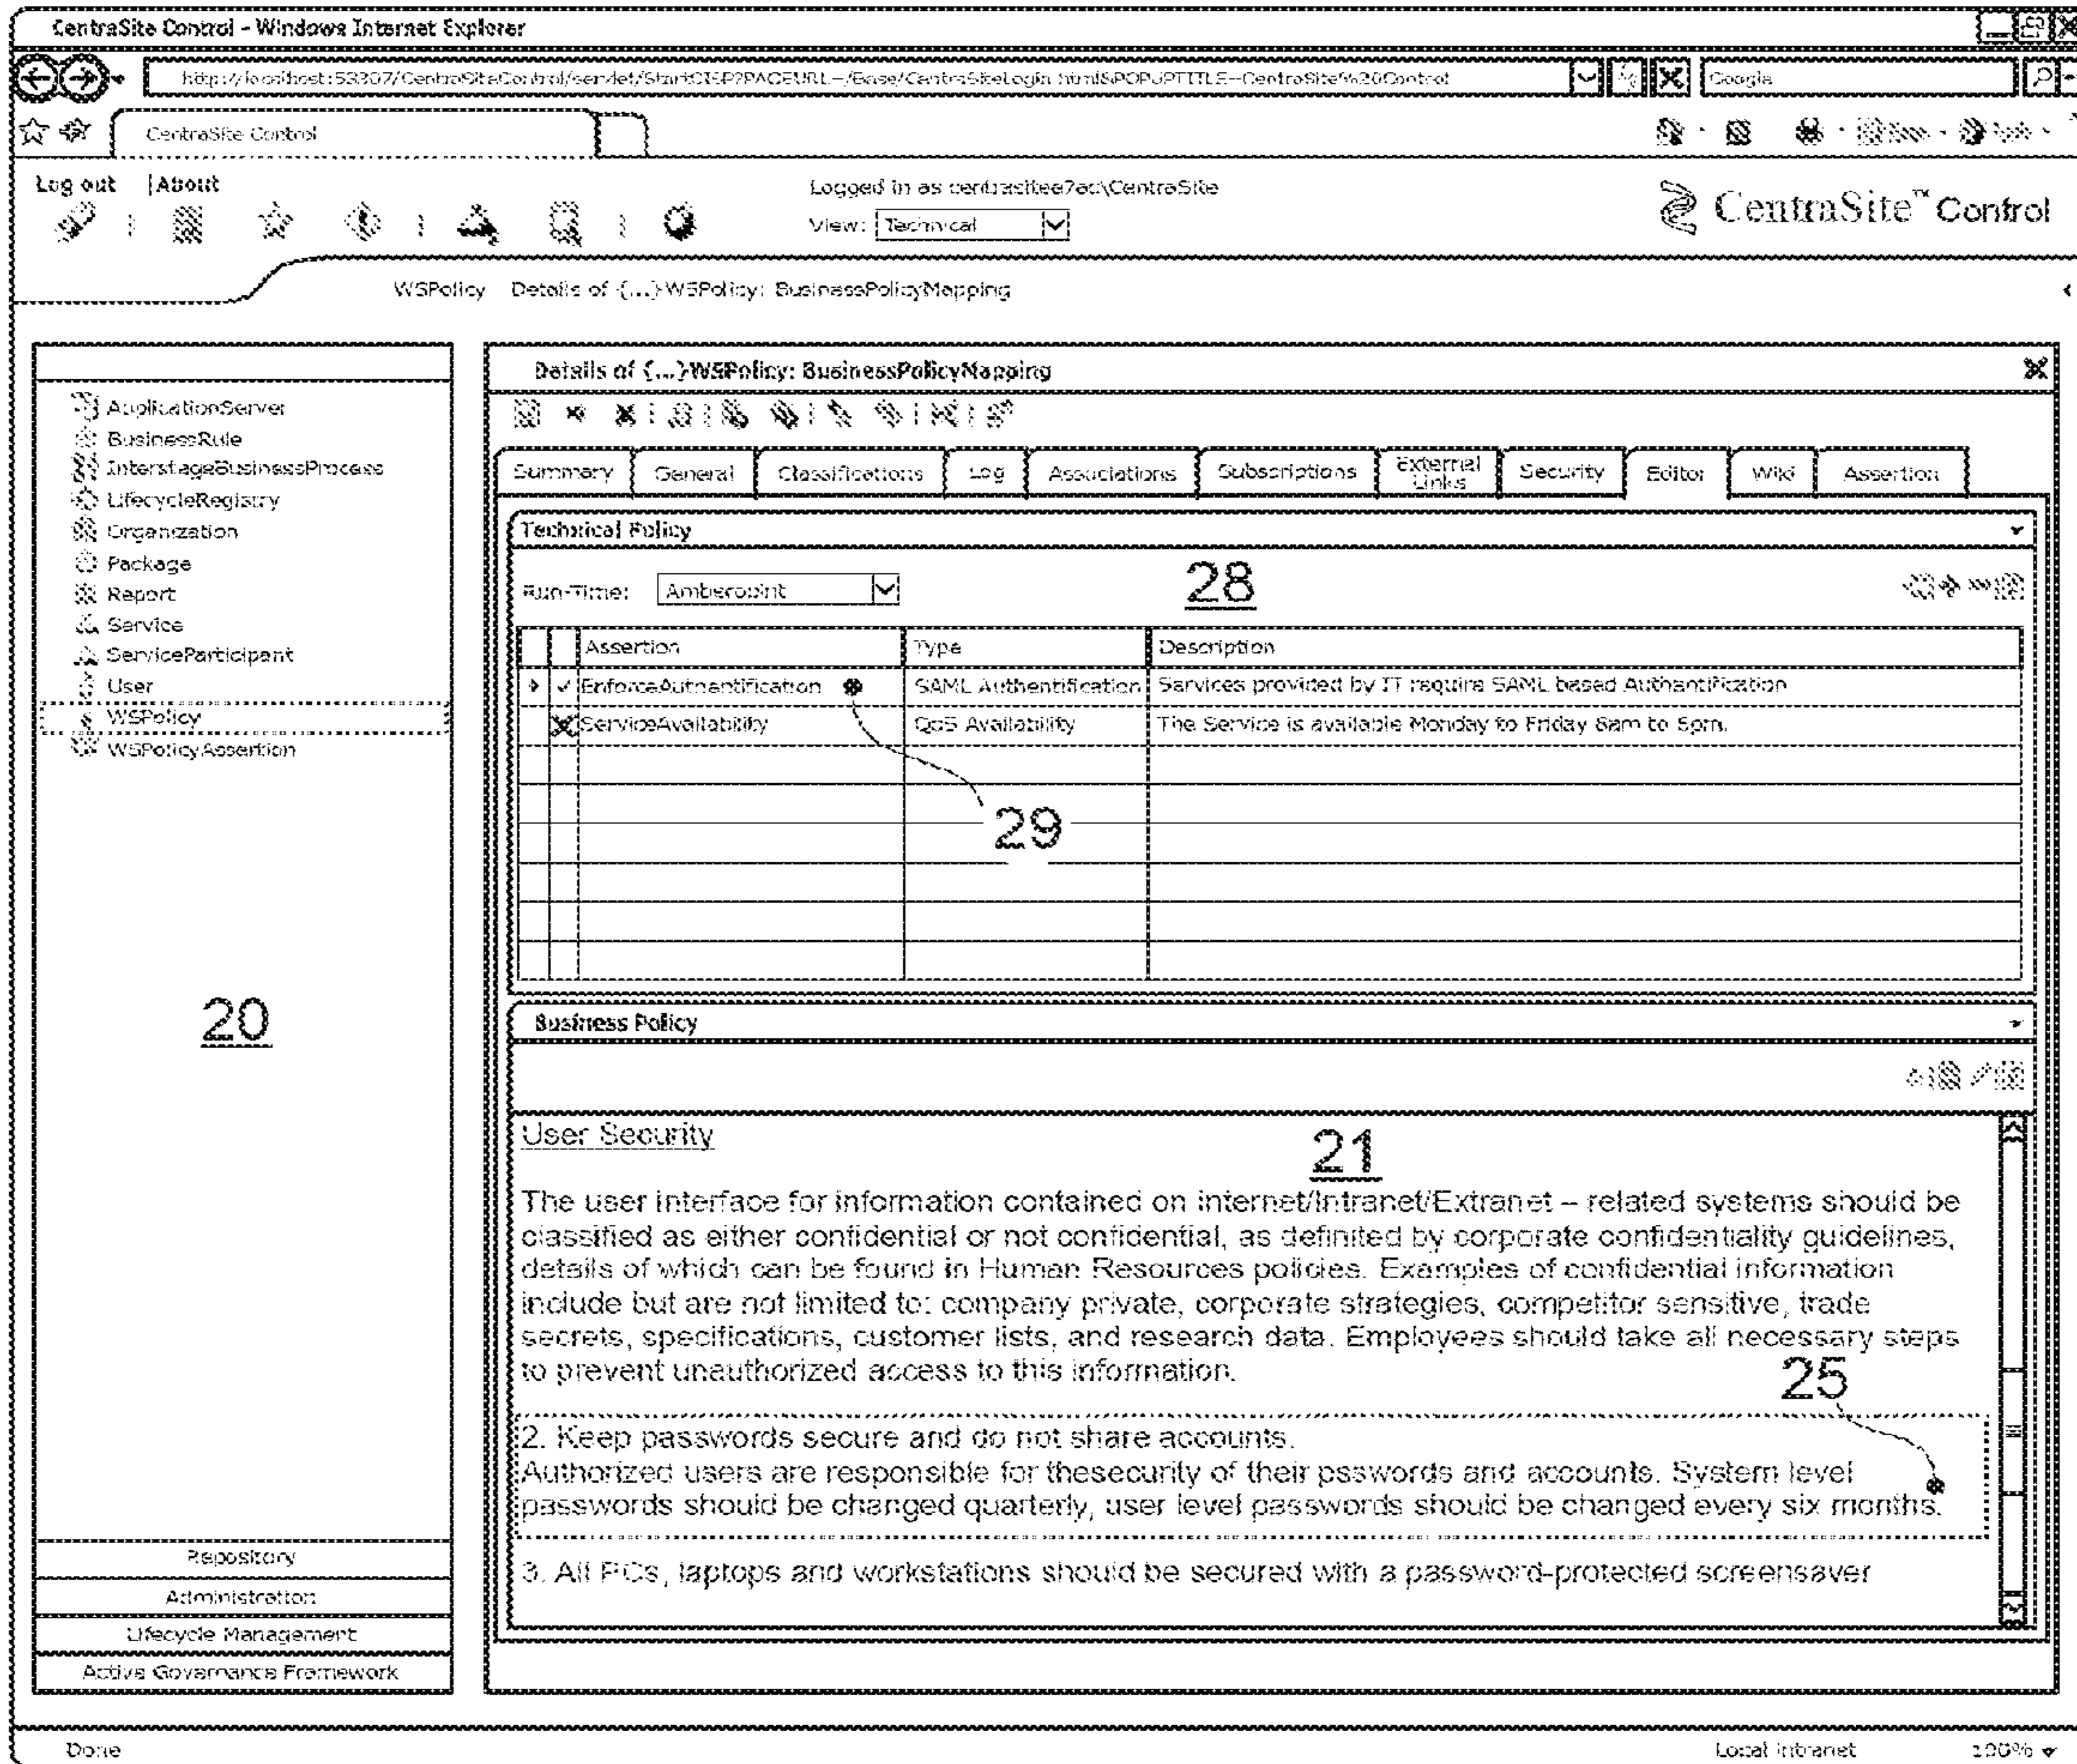 CentraSite Control - Windows Internet Explorer
Google
CentraSite Control
Log out | About
Logged in as centrasitee7ac\CentraSite
View: Technical
CentraSite™ Control
WSPolicy Details of {...}WSPolicy: BusinessPolicyMapping
ApplicationServer
BusinessRule
InterstageBusinessProcess
LifecycleRegistry
Organization
Package
Report
Service
ServiceParticipant
User
WSPolicy
WSPolicyAssertion
20
Repository
Administration
Lifecycle Management
Active Governance Framework
Details of {...}WSPolicy: BusinessPolicyMapping
Summary General Classifications Log Associations Subscriptions External Links Security Editor Wiki Assertion
Technical Policy
Run-Time: Amberopint
28
Assertion Type Description
EnforceAuthentification SAML Authentification Services provided by IT require SAML based Authantification
ServiceAvailability QoS Availability The Service is available Monday to Friday 8am to 5pm.
29
Business Policy
User Security
21
The user interface for information contained on internet/Intranet/Extranet – related systems should be
classified as either confidential or not confidential, as definited by corporate confidentiality guidelines,
details of which can be found in Human Resources policies. Examples of confidential information
include but are not limited to: company private, corporate strategies, competitor sensitive, trade
secrets, specifications, customer lists, and research data. Employees should take all necessary steps
to prevent unauthorized access to this information.
25
2. Keep passwords secure and do not share accounts.
Authorized users are responsible for thesecurity of their psswords and accounts. System level
passwords should be changed quarterly, user level passwords should be changed every six months.
3. All PCs, laptops and workstations should be secured with a password-protected screensaver
Done
Local intranet 100%